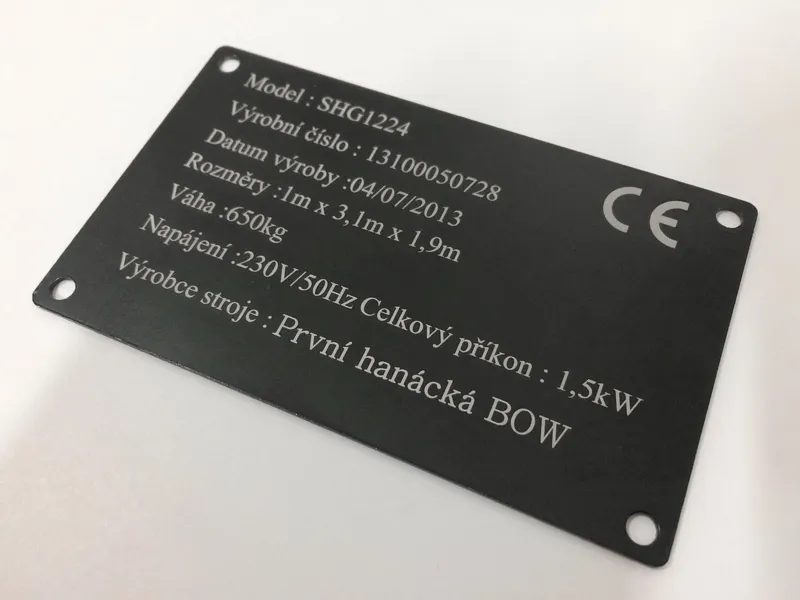 Model : SHG1224
Výrobní číslo : 13100050728
Datum výroby :04/07/2013
Rozměry :1m x 3,1m x 1,9m
Váha :650kg
Napájení :230V/50Hz Celkový příkon : 1,5kW
Výrobce stroje : První hanácká BOW
CE